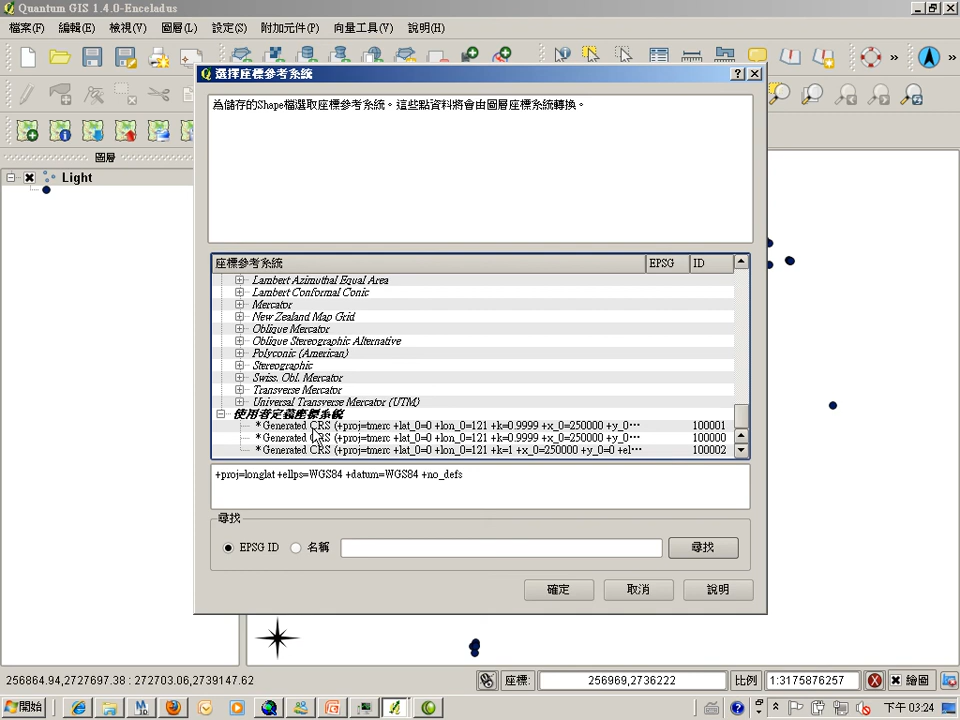 Quantum GIS 1.4.0-Enceladus
檔案(F) 編輯(E) 檢視(V) 圖層(L) 設定(S) 附加元件(P) 向量工具(V) 說明(H)
選擇座標參考系統
為儲存的Shape檔選取座標參考系統。這些點資料將會由圖層座標系統轉換。
圖層
Light
座標參考系統 EPSG ID
Lambert Azimuthal Equal Area
Lambert Conformal Conic
Mercator
New Zealand Map Grid
Oblique Mercator
Oblique Stereographic Alternative
Polyconic (American)
Stereographic
Swiss. Obl. Mercator
Transverse Mercator
Universal Transverse Mercator (UTM)
使用者定義座標系統
* Generated CRS (+proj=tmerc +lat_0=0 +lon_0=121 +k=0.9999 +x_0=250000 +y_0… 100001
* Generated CRS (+proj=tmerc +lat_0=0 +lon_0=121 +k=0.9999 +x_0=250000 +y_0… 100000
* Generated CRS (+proj=tmerc +lat_0=0 +lon_0=121 +k=1 +x_0=250000 +y_0=0 +el… 100002
+proj=longlat +ellps=WGS84 +datum=WGS84 +no_defs
尋找
EPSG ID 名稱 尋找
確定 取消 說明
256864.94,2727697.38 : 272703.06,2739147.62 座標: 256969,2736222 比例 1:3175876257 繪圖
開始 下午 03:24